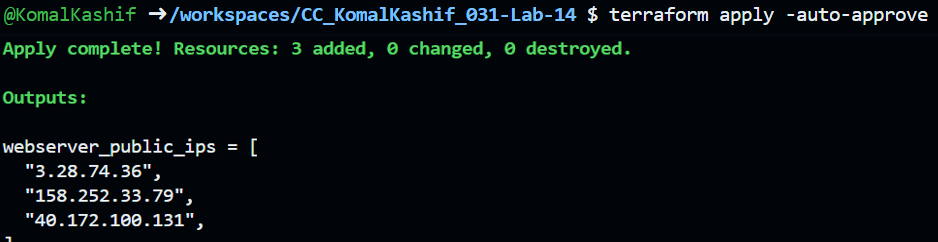 @KomalKashif ➜/workspaces/CC_KomalKashif_031-Lab-14 $ terraform apply -auto-approve
Apply complete! Resources: 3 added, 0 changed, 0 destroyed.
Outputs:
webserver_public_ips = [
"3.28.74.36",
"158.252.33.79",
"40.172.100.131",
]